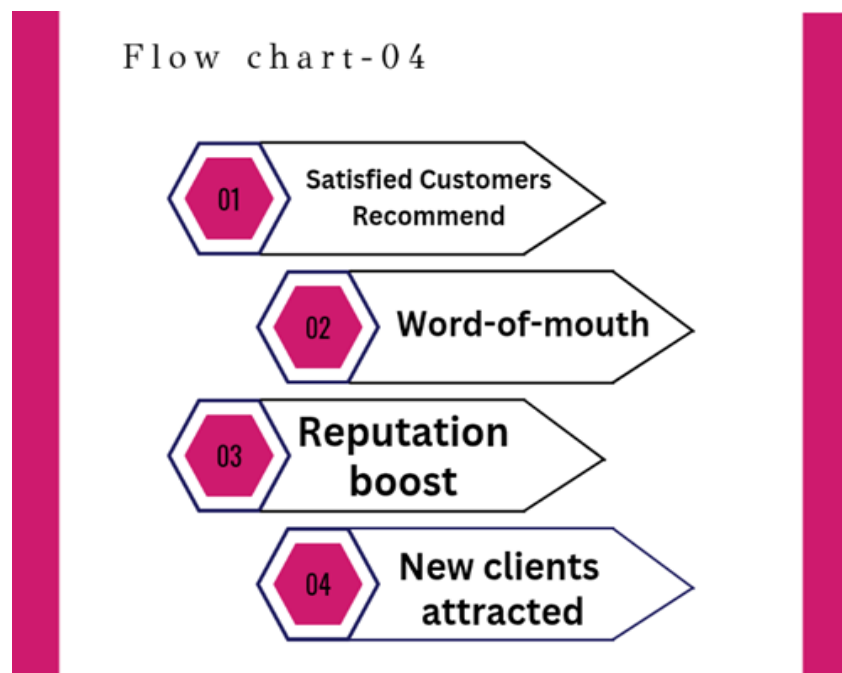 Flow chart-04
01
Satisfied Customers
Recommend
02
Word-of-mouth
03
Reputation
boost
04
New clients
attracted